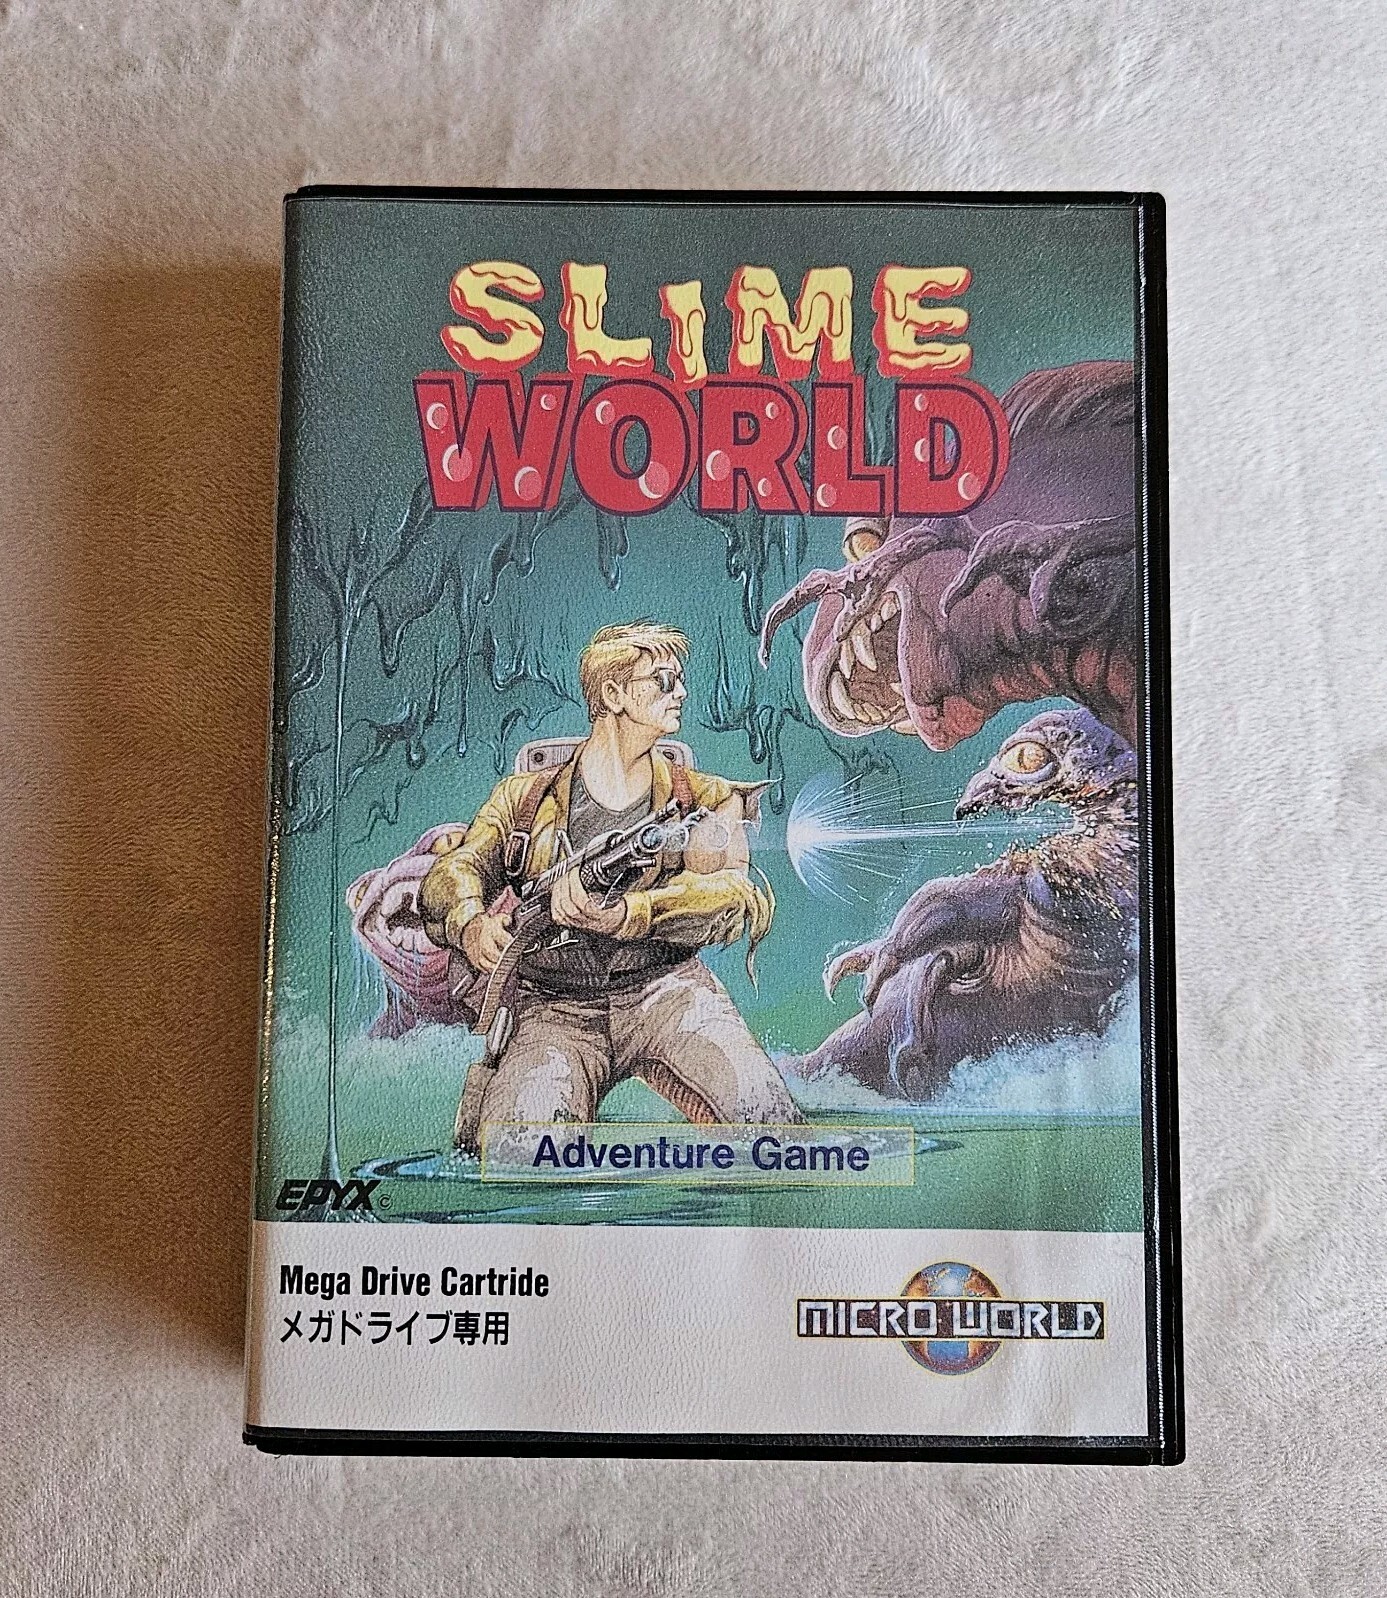 SLIME
WORLD
Adventure Game
EPYX©
Mega Drive Cartride
メガドライブ専用
MICRO WORLD